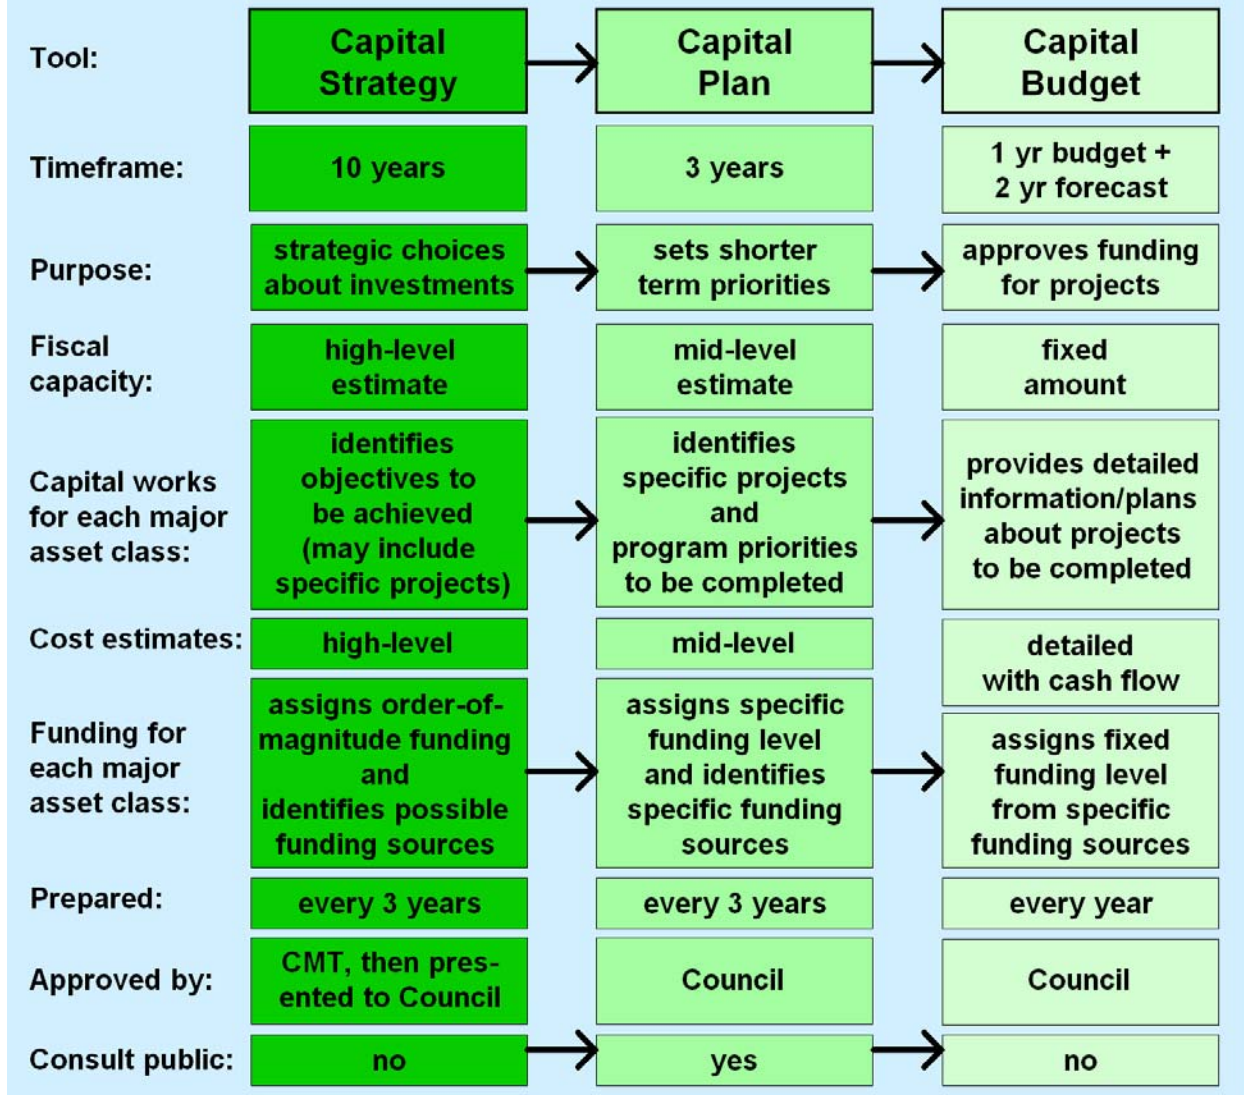 Tool:
Capital
Strategy
Capital
Plan
Capital
Budget
Timeframe:
10 years
3 years
1 yr budget +
2 yr forecast
Purpose:
strategic choices
about investments
sets shorter
term priorities
approves funding
for projects
Fiscal
capacity:
high-level
estimate
mid-level
estimate
fixed
amount
Capital works
for each major
asset class:
identifies
objectives to
be achieved
(may include
specific projects)
identifies
specific projects
and
program priorities
to be completed
provides detailed
information/plans
about projects
to be completed
Cost estimates:
high-level
mid-level
detailed
with cash flow
Funding for
each major
asset class:
assigns order-of-
magnitude funding
and
identifies possible
funding sources
assigns specific
funding level
and identifies
specific funding
sources
assigns fixed
funding level
from specific
funding sources
Prepared:
every 3 years
every 3 years
every year
Approved by:
CMT, then pres-
ented to Council
Council
Council
Consult public:
no
yes
no